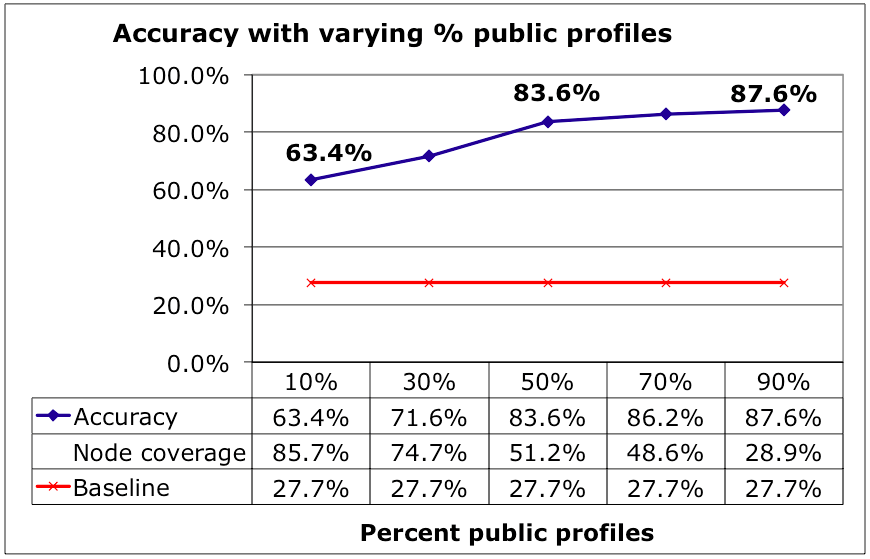 Accuracy with varying % public profiles
100.0%
80.0%
60.0%
40.0%
20.0%
0.0%
63.4%
83.6%
87.6%
10% 30% 50% 70% 90%
Accuracy 63.4% 71.6% 83.6% 86.2% 87.6%
Node coverage 85.7% 74.7% 51.2% 48.6% 28.9%
Baseline 27.7% 27.7% 27.7% 27.7% 27.7%
Percent public profiles